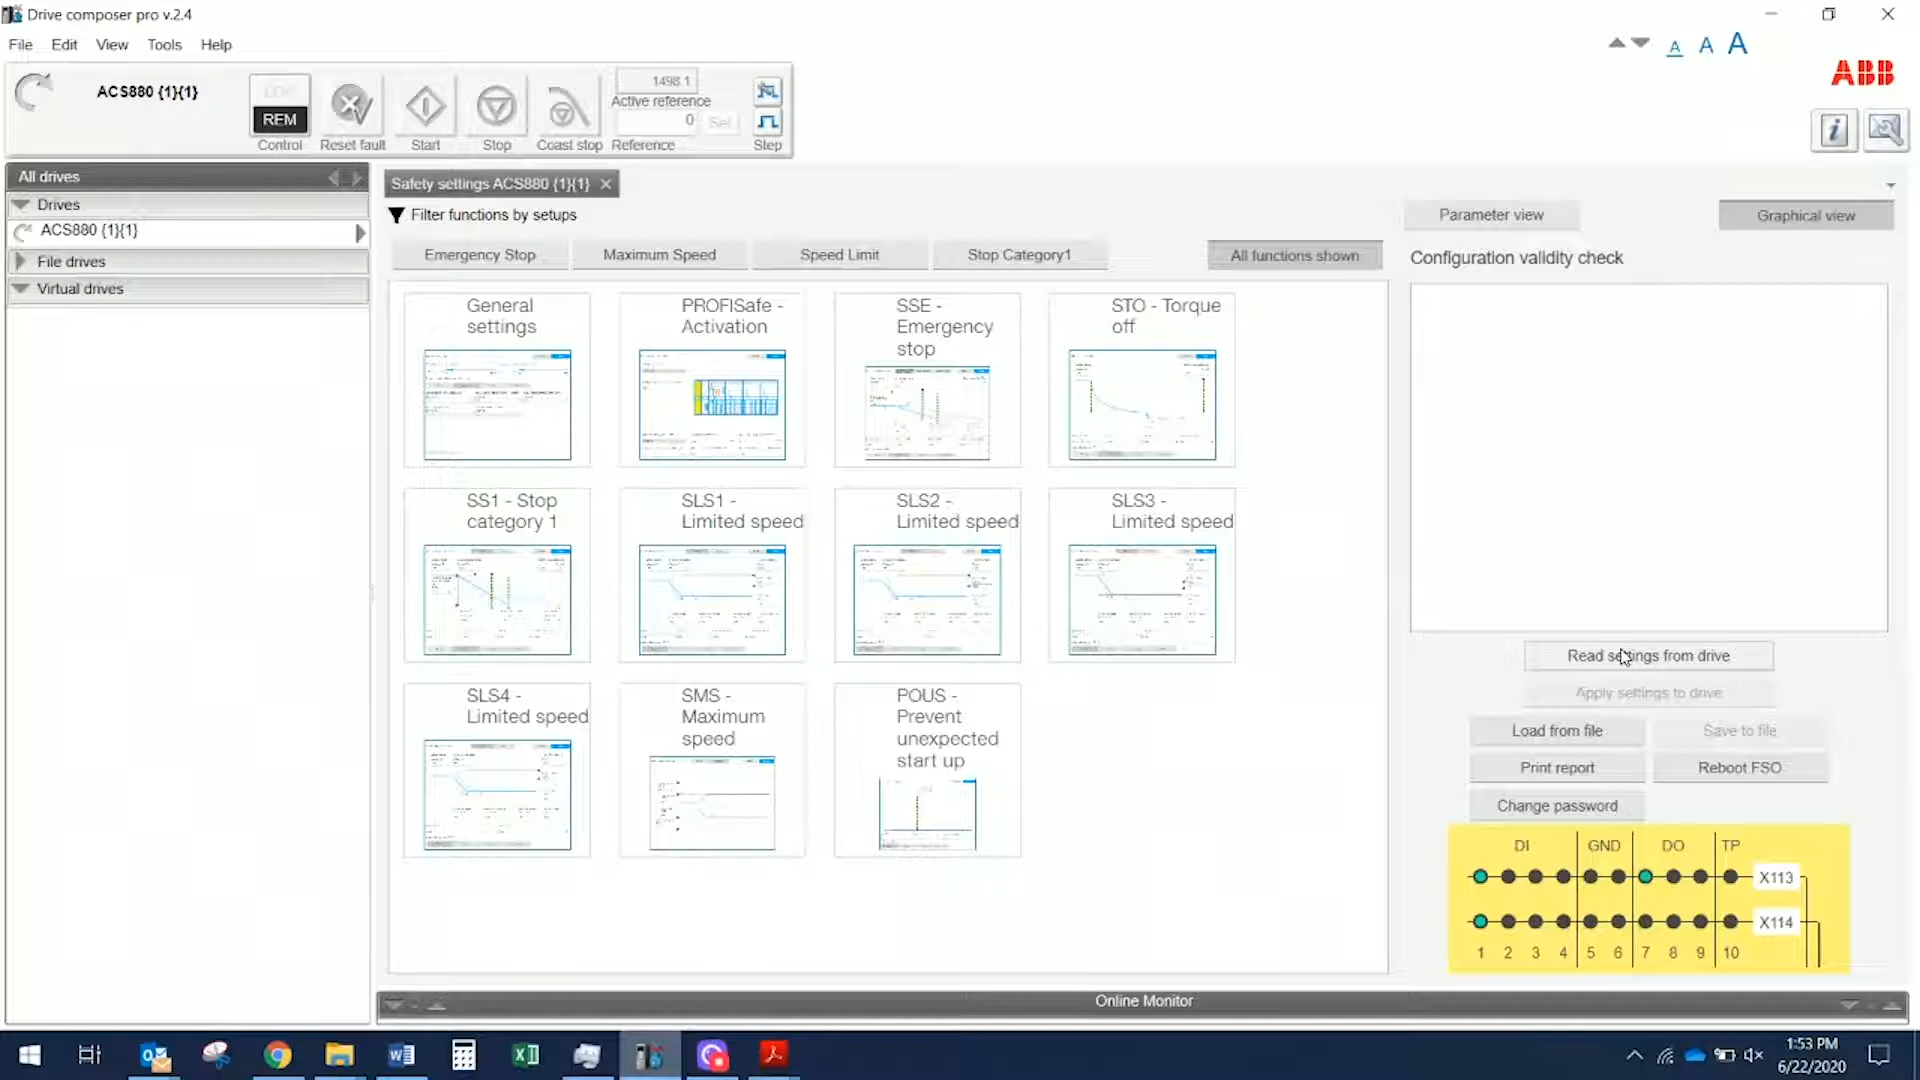 Drive composer pro v.2.4
File Edit View Tools Help
A A A
ABB
ACS880 {1}{1}
LOC
REM
Control
Reset fault
Start
Stop
Coast stop
1498.1
Active reference
0 Set
Reference
Step
All drives
Drives
ACS880 {1}{1}
File drives
Virtual drives
Safety settings ACS880 {1}{1}
Filter functions by setups
Emergency Stop
Maximum Speed
Speed Limit
Stop Category1
All functions shown
Parameter view
Graphical view
Configuration validity check
General
settings
PROFISafe -
Activation
SSE -
Emergency
stop
STO - Torque
off
SS1 - Stop
category 1
SLS1 -
Limited speed
SLS2 -
Limited speed
SLS3 -
Limited speed
SLS4 -
Limited speed
SMS -
Maximum
speed
POUS -
Prevent
unexpected
start up
Read settings from drive
Apply settings to drive
Load from file
Save to file
Print report
Reboot FSO
Change password
DI GND DO TP
X113
X114
1 2 3 4 5 6 7 8 9 10
Online Monitor
1:53 PM
6/22/2020